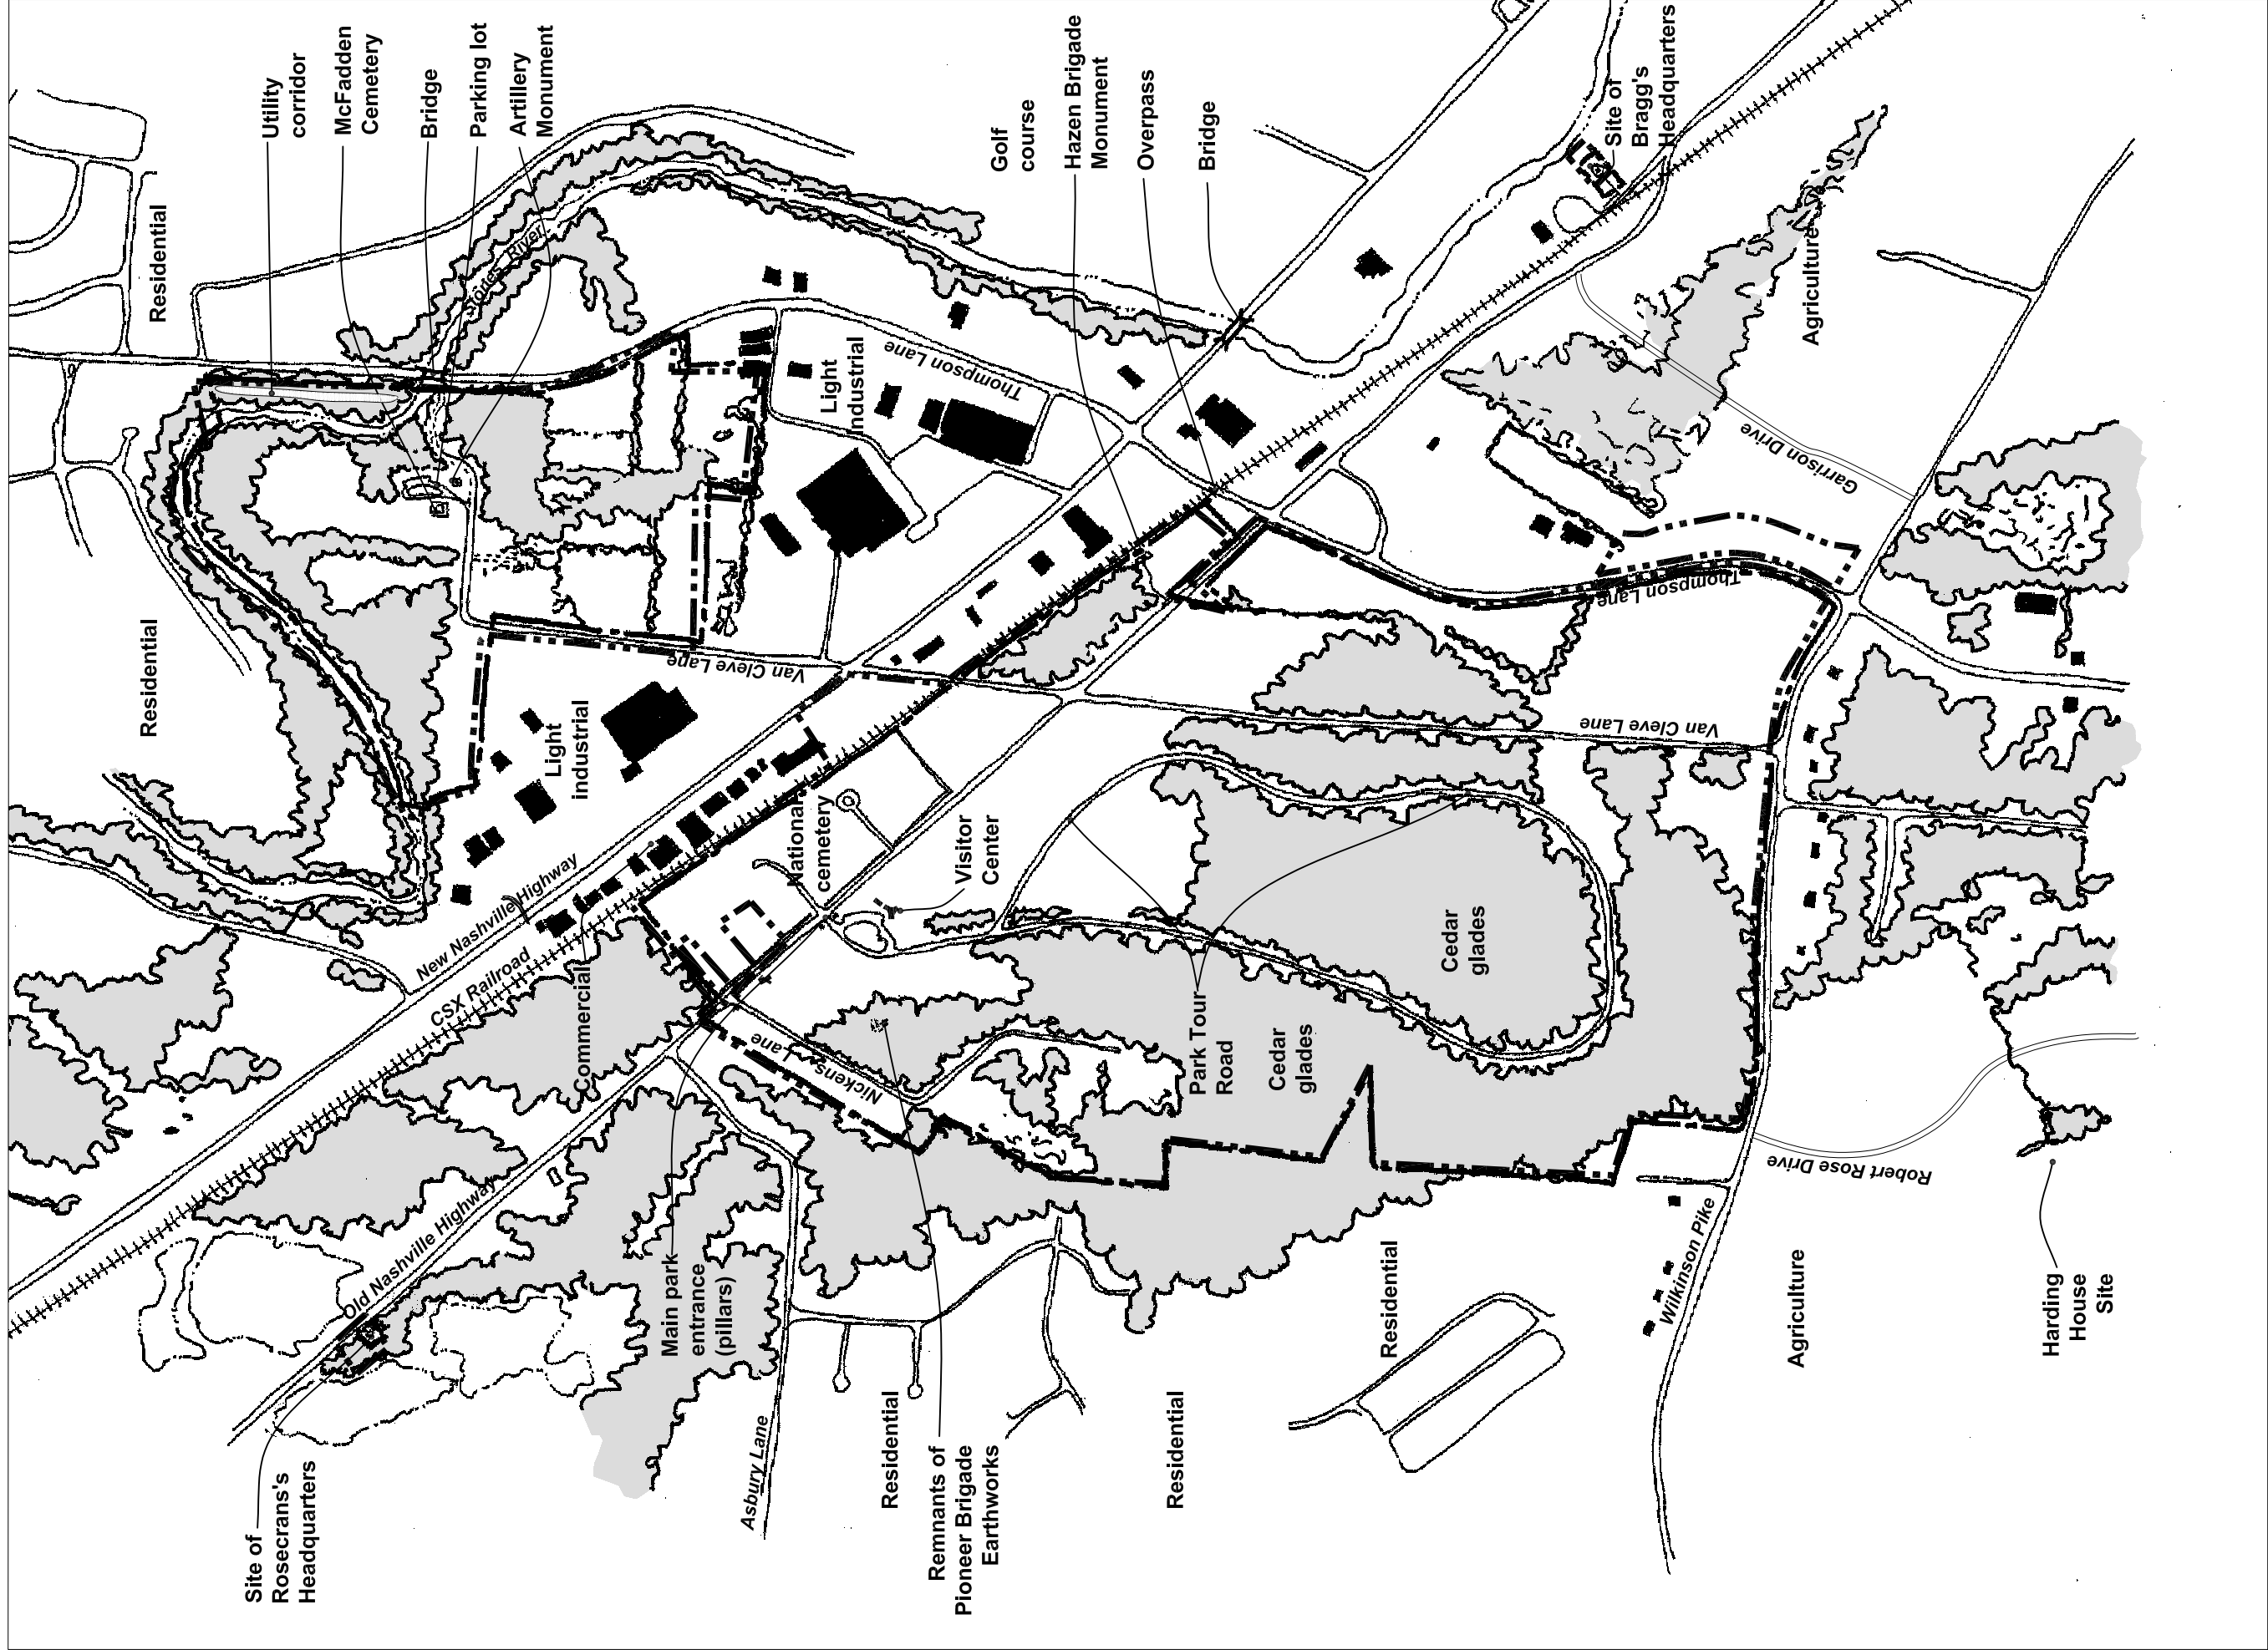 Utility
corridor
McFadden
Cemetery
Bridge
Parking lot
Artillery
Monument
Golf
course
Hazen Brigade
Monument
Overpass
Bridge
Site of
Bragg's
Headquarters
Residential
Stones River
Agriculture
Light
industrial
Thompson Lane
Garrison Drive
Thompson Lane
Residential
Van Cleve Lane
Light
industrial
Van Cleve Lane
National
cemetery
Visitor
Center
New Nashville Highway
CSX Railroad
Commercial
Cedar
glades
Nickens Lane
Park Tour
Road
Cedar
glades
Old Nashville Highway
Main park
entrance
(pillars)
Robert Rose Drive
Wilkinson Pike
Residential
Agriculture
Harding
House
Site
Asbury Lane
Residential
Residential
Site of
Rosecrans's
Headquarters
Remnants of
Pioneer Brigade
Earthworks